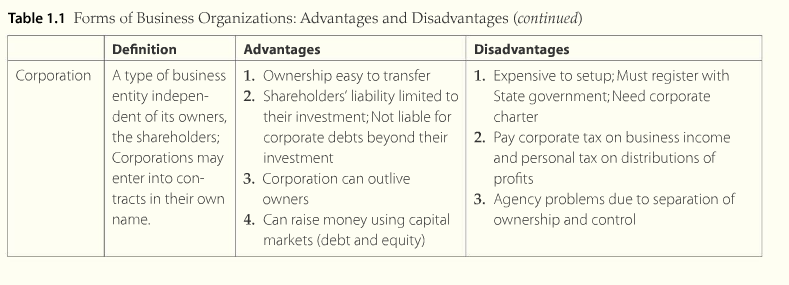 Table 1.1 Forms of Business Organizations: Advantages and Disadvantages (continued)
Definition Advantages Disadvantages
Corporation
A type of business
entity indepen-
dent of its owners,
the shareholders;
Corporations may
enter into con-
tracts in their own
name.
1. Ownership easy to transfer
2. Shareholders' liability limited to
their investment; Not liable for
corporate debts beyond their
investment
3. Corporation can outlive
owners
4. Can raise money using capital
markets (debt and equity)
1. Expensive to setup; Must register with
State government; Need corporate
charter
2. Pay corporate tax on business income
and personal tax on distributions of
profits
3. Agency problems due to separation of
ownership and control